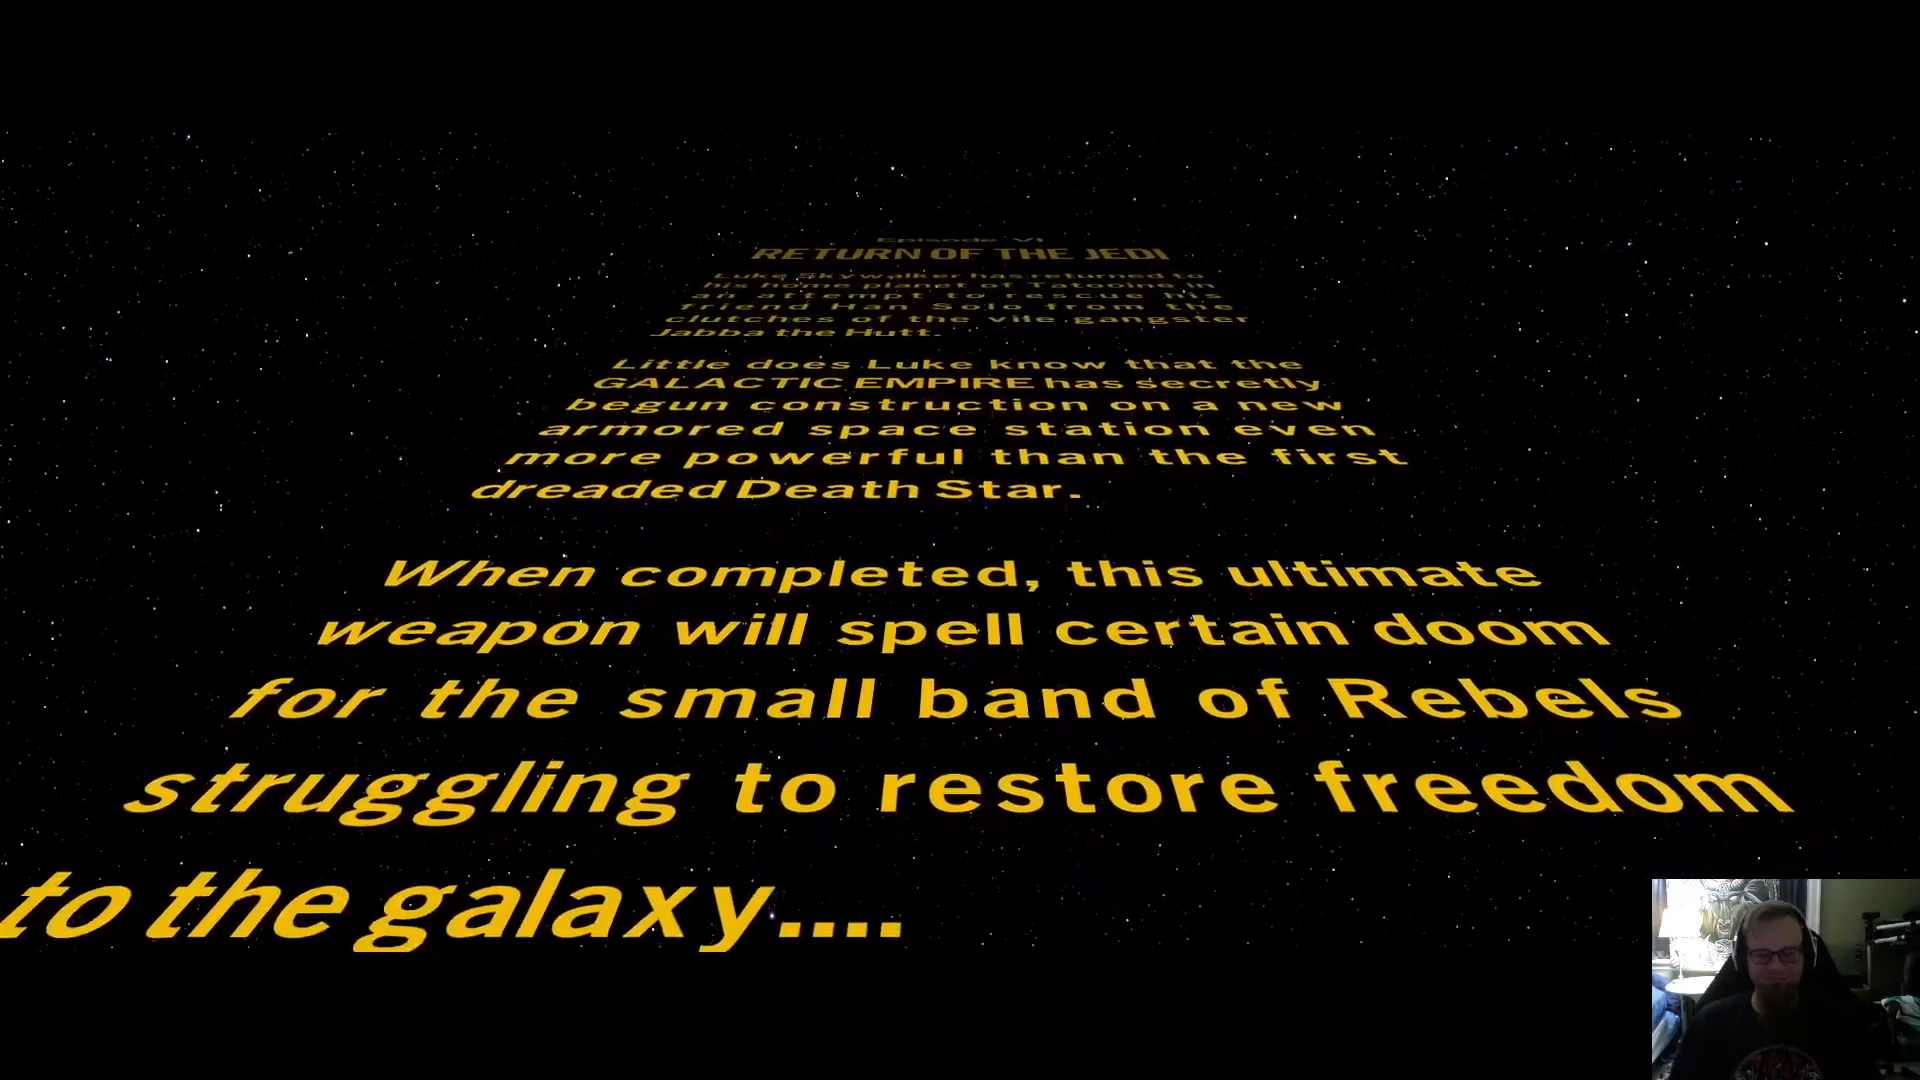 Episode VI
RETURN OF THE JEDI
Luke Skywalker has returned to
his home planet of Tatooine in
an attempt to rescue his
friend Han Solo from the
clutches of the vile gangster
Jabba the Hutt.
Little does Luke know that the
GALACTIC EMPIRE has secretly
begun construction on a new
armored space station even
more powerful than the first
dreaded Death Star.
When completed, this ultimate
weapon will spell certain doom
for the small band of Rebels
struggling to restore freedom
to the galaxy....